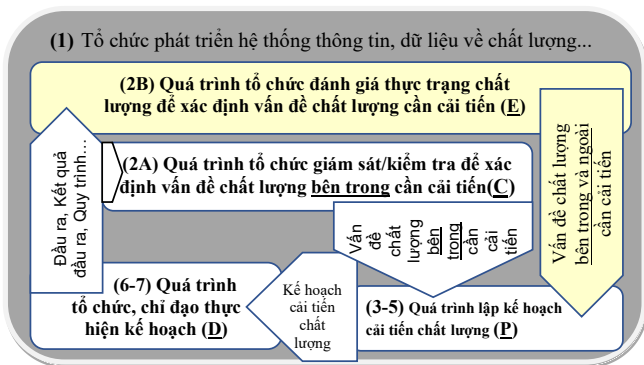 (1) Tổ chức phát triển hệ thống thông tin, dữ liệu về chất lượng...
(2B) Quá trình tổ chức đánh giá thực trạng chất
lượng để xác định vấn đề chất lượng cần cải tiến (E)
(2A) Quá trình tổ chức giám sát/kiểm tra để xác
định vấn đề chất lượng bên trong cần cải tiến(C)
Đầu ra, Kết quả
đầu ra, Quy trình...
Vấn đề chất lượng
bên trong và ngoài
cần cải tiến
Vấn
đề
chất
lượng
bên
trong
cần
cải
tiến
(6-7) Quá trình
tổ chức, chỉ đạo thực
hiện kế hoạch (D)
Kế hoạch
cải tiến
chất
lượng
(3-5) Quá trình lập kế hoạch
cải tiến chất lượng (P)